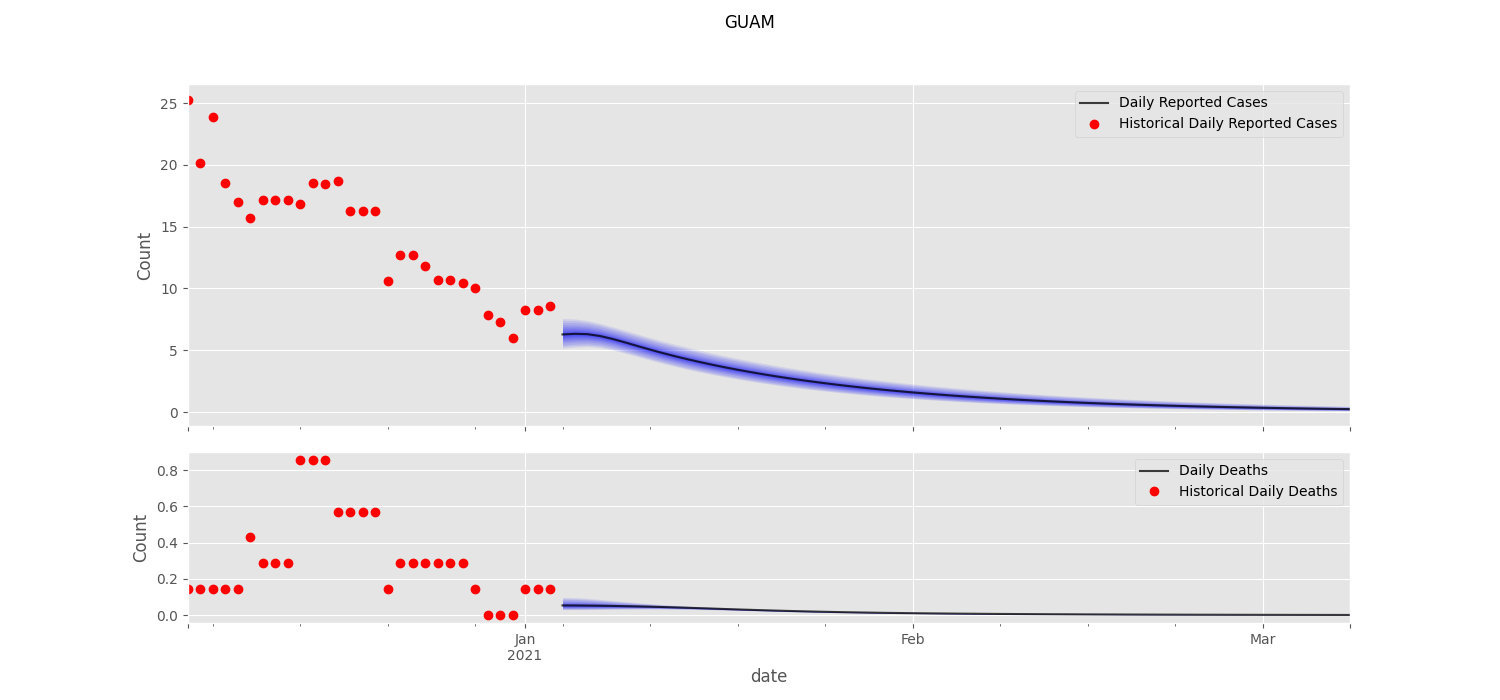 GUAM
25
20
15
10
5
0
Count
Daily Reported Cases
Historical Daily Reported Cases
0.8
0.6
0.4
0.2
0.0
Count
Daily Deaths
Historical Daily Deaths
Jan
2021
Feb
Mar
date